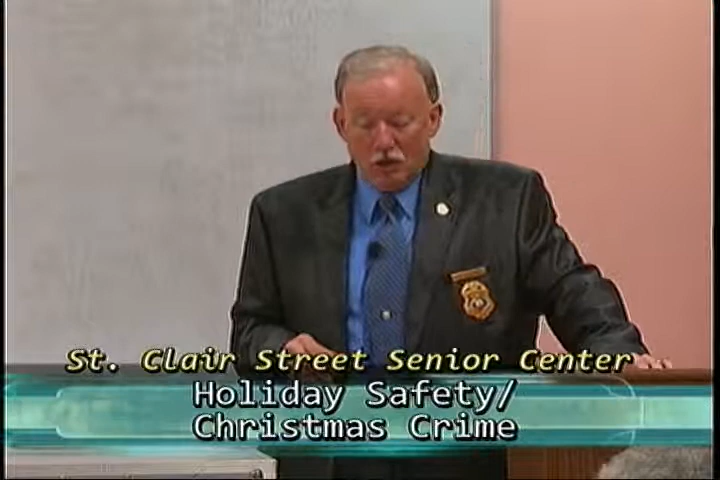 St. Clair Street Senior Center
Holiday Safety/
Christmas Crime